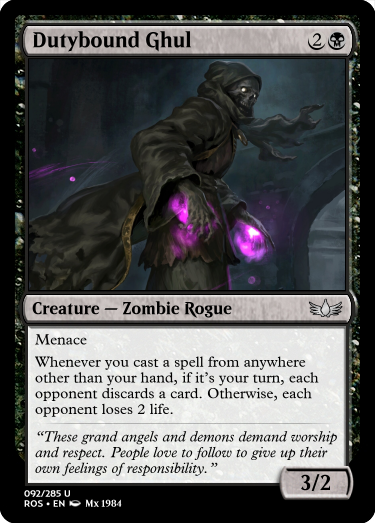 Dutybound Ghul 2
Creature — Zombie Rogue
Menace
Whenever you cast a spell from anywhere
other than your hand, if it's your turn, each
opponent discards a card. Otherwise, each
opponent loses 2 life.
“These grand angels and demons demand worship
and respect. People love to follow to give up their
own feelings of responsibility.”
3/2
092/285 U
ROS • EN Mx 1984